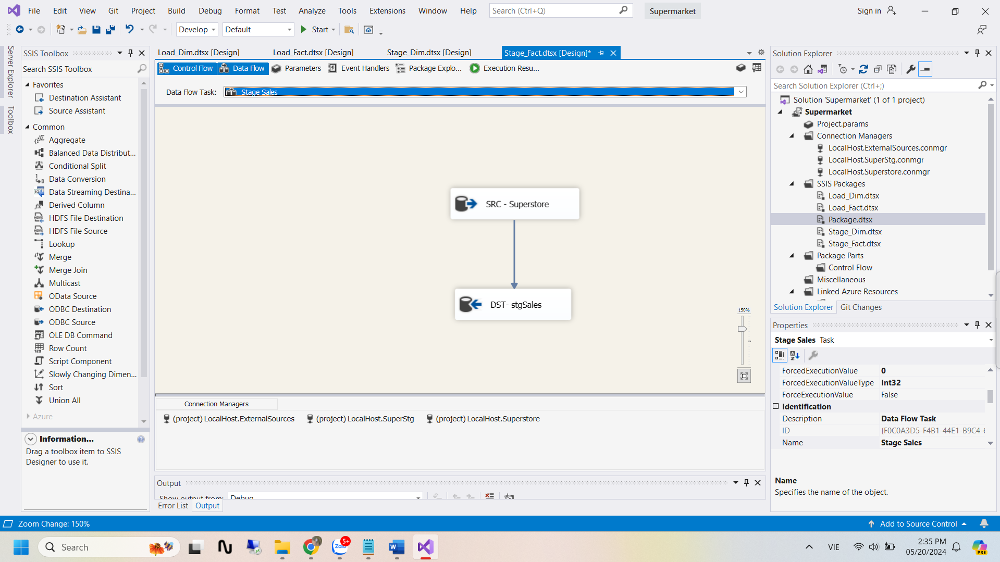 File Edit View Git Project Build Debug Format Test Analyze Tools Extensions Window Help Search (Ctrl+Q) Supermarket Sign in
Develop Default Start
Server Explorer
Toolbox
SSIS Toolbox
Search SSIS Toolbox
Favorites
Destination Assistant
Source Assistant
Common
Aggregate
Balanced Data Distribut...
Conditional Split
Data Conversion
Data Streaming Destina...
Derived Column
HDFS File Destination
HDFS File Source
Lookup
Merge
Merge Join
Multicast
OData Source
ODBC Destination
ODBC Source
OLE DB Command
Row Count
Script Component
Slowly Changing Dimen...
Sort
Union All
Azure
Information...
Drag a toolbox item to SSIS
Designer to use it.
Load_Dim.dtsx [Design] Load_Fact.dtsx [Design] Stage_Dim.dtsx [Design] Stage_Fact.dtsx [Design]*
Control Flow Data Flow Parameters Event Handlers Package Explo... Execution Resu...
Data Flow Task: Stage Sales
SRC - Superstore
DST- stgSales
150%
Connection Managers
(project) LocalHost.ExternalSources (project) LocalHost.SuperStg (project) LocalHost.Superstore
Output
Show output from: Debug
Error List Output
Solution Explorer
Search Solution Explorer (Ctrl+;)
Solution 'Supermarket' (1 of 1 project)
Supermarket
Project.params
Connection Managers
LocalHost.ExternalSources.conmgr
LocalHost.SuperStg.conmgr
LocalHost.Superstore.conmgr
SSIS Packages
Load_Dim.dtsx
Load_Fact.dtsx
Package.dtsx
Stage_Dim.dtsx
Stage_Fact.dtsx
Package Parts
Control Flow
Miscellaneous
Linked Azure Resources
Solution Explorer Git Changes
Properties
Stage Sales Task
ForcedExecutionValue 0
ForcedExecutionValueType Int32
ForceExecutionValue False
Identification
Description Data Flow Task
ID {F0C0A3D5-F4B1-44E1-B9C4-
Name Stage Sales
Name
Specifies the name of the object.
Zoom Change: 150% Add to Source Control
Search Zalo 5+ VIE 2:35 PM
05/20/2024 PRE